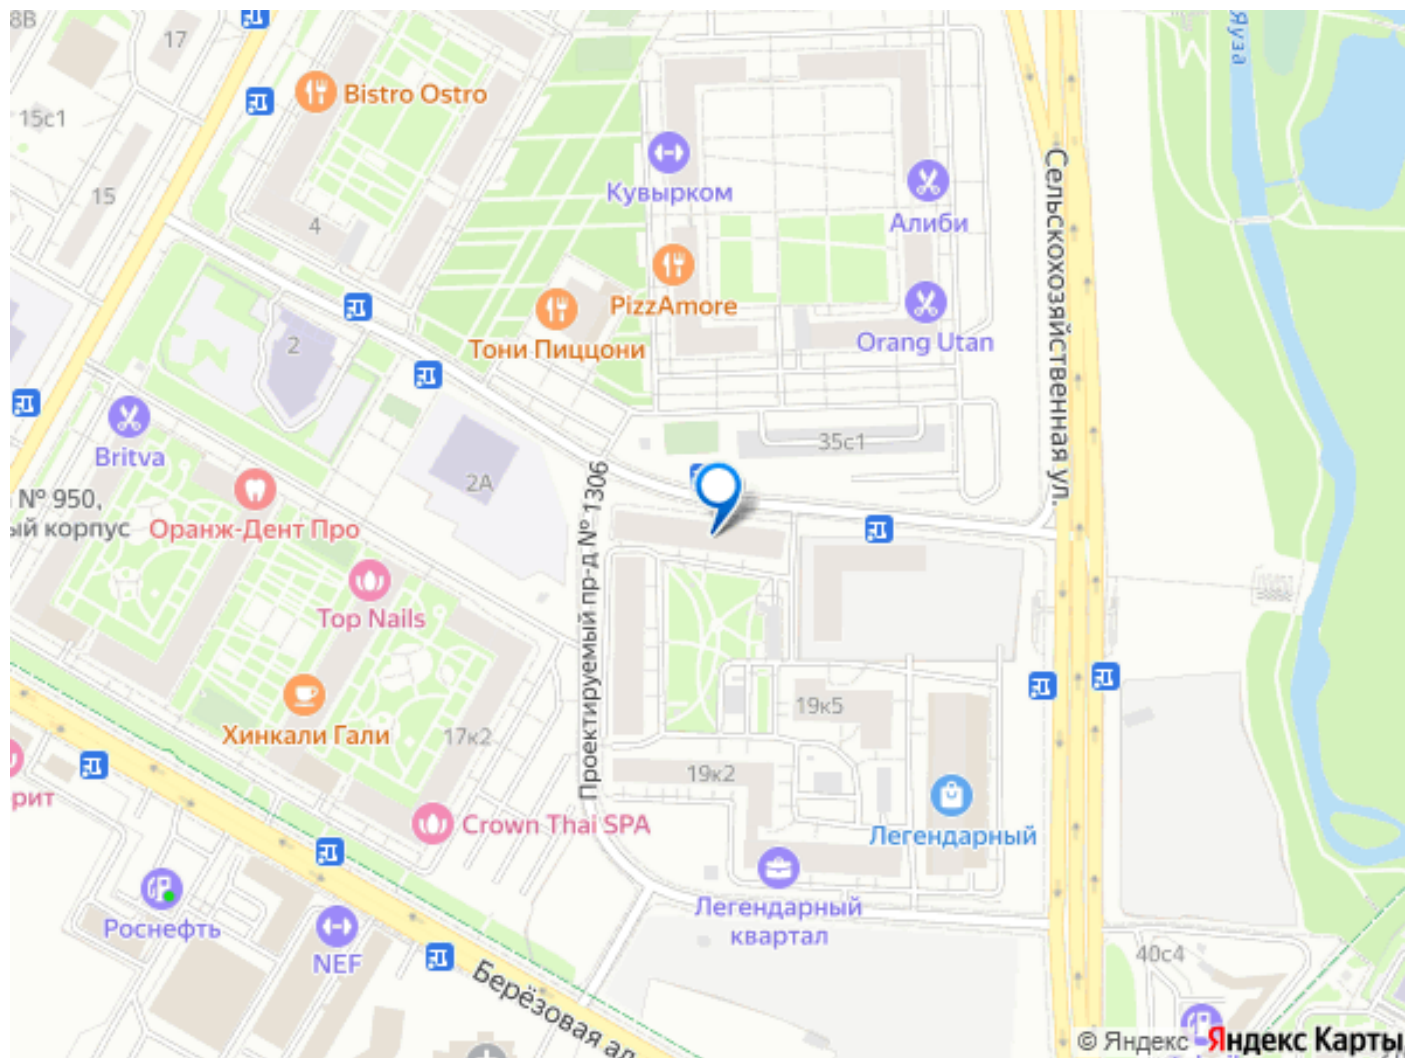 8В
17
Яуза
Bistro Ostro
15с1
Кувырком
Сельскохозяйственная ул.
15
4
Алиби
PizzAmore
2
Тони Пиццони
Orang Utan
Britva
35с1
2А
№ 950,
ый корпус
Оранж-Дент Про
Проектируемый пр-д № 1306
Top Nails
19к5
Хинкали Гали
17к2
19к2
рит
Crown Thai SPA
Легендарный
Роснефть
Легендарный
квартал
NEF
40с4
Берёзовая ал
© Яндекс Яндекс Карты